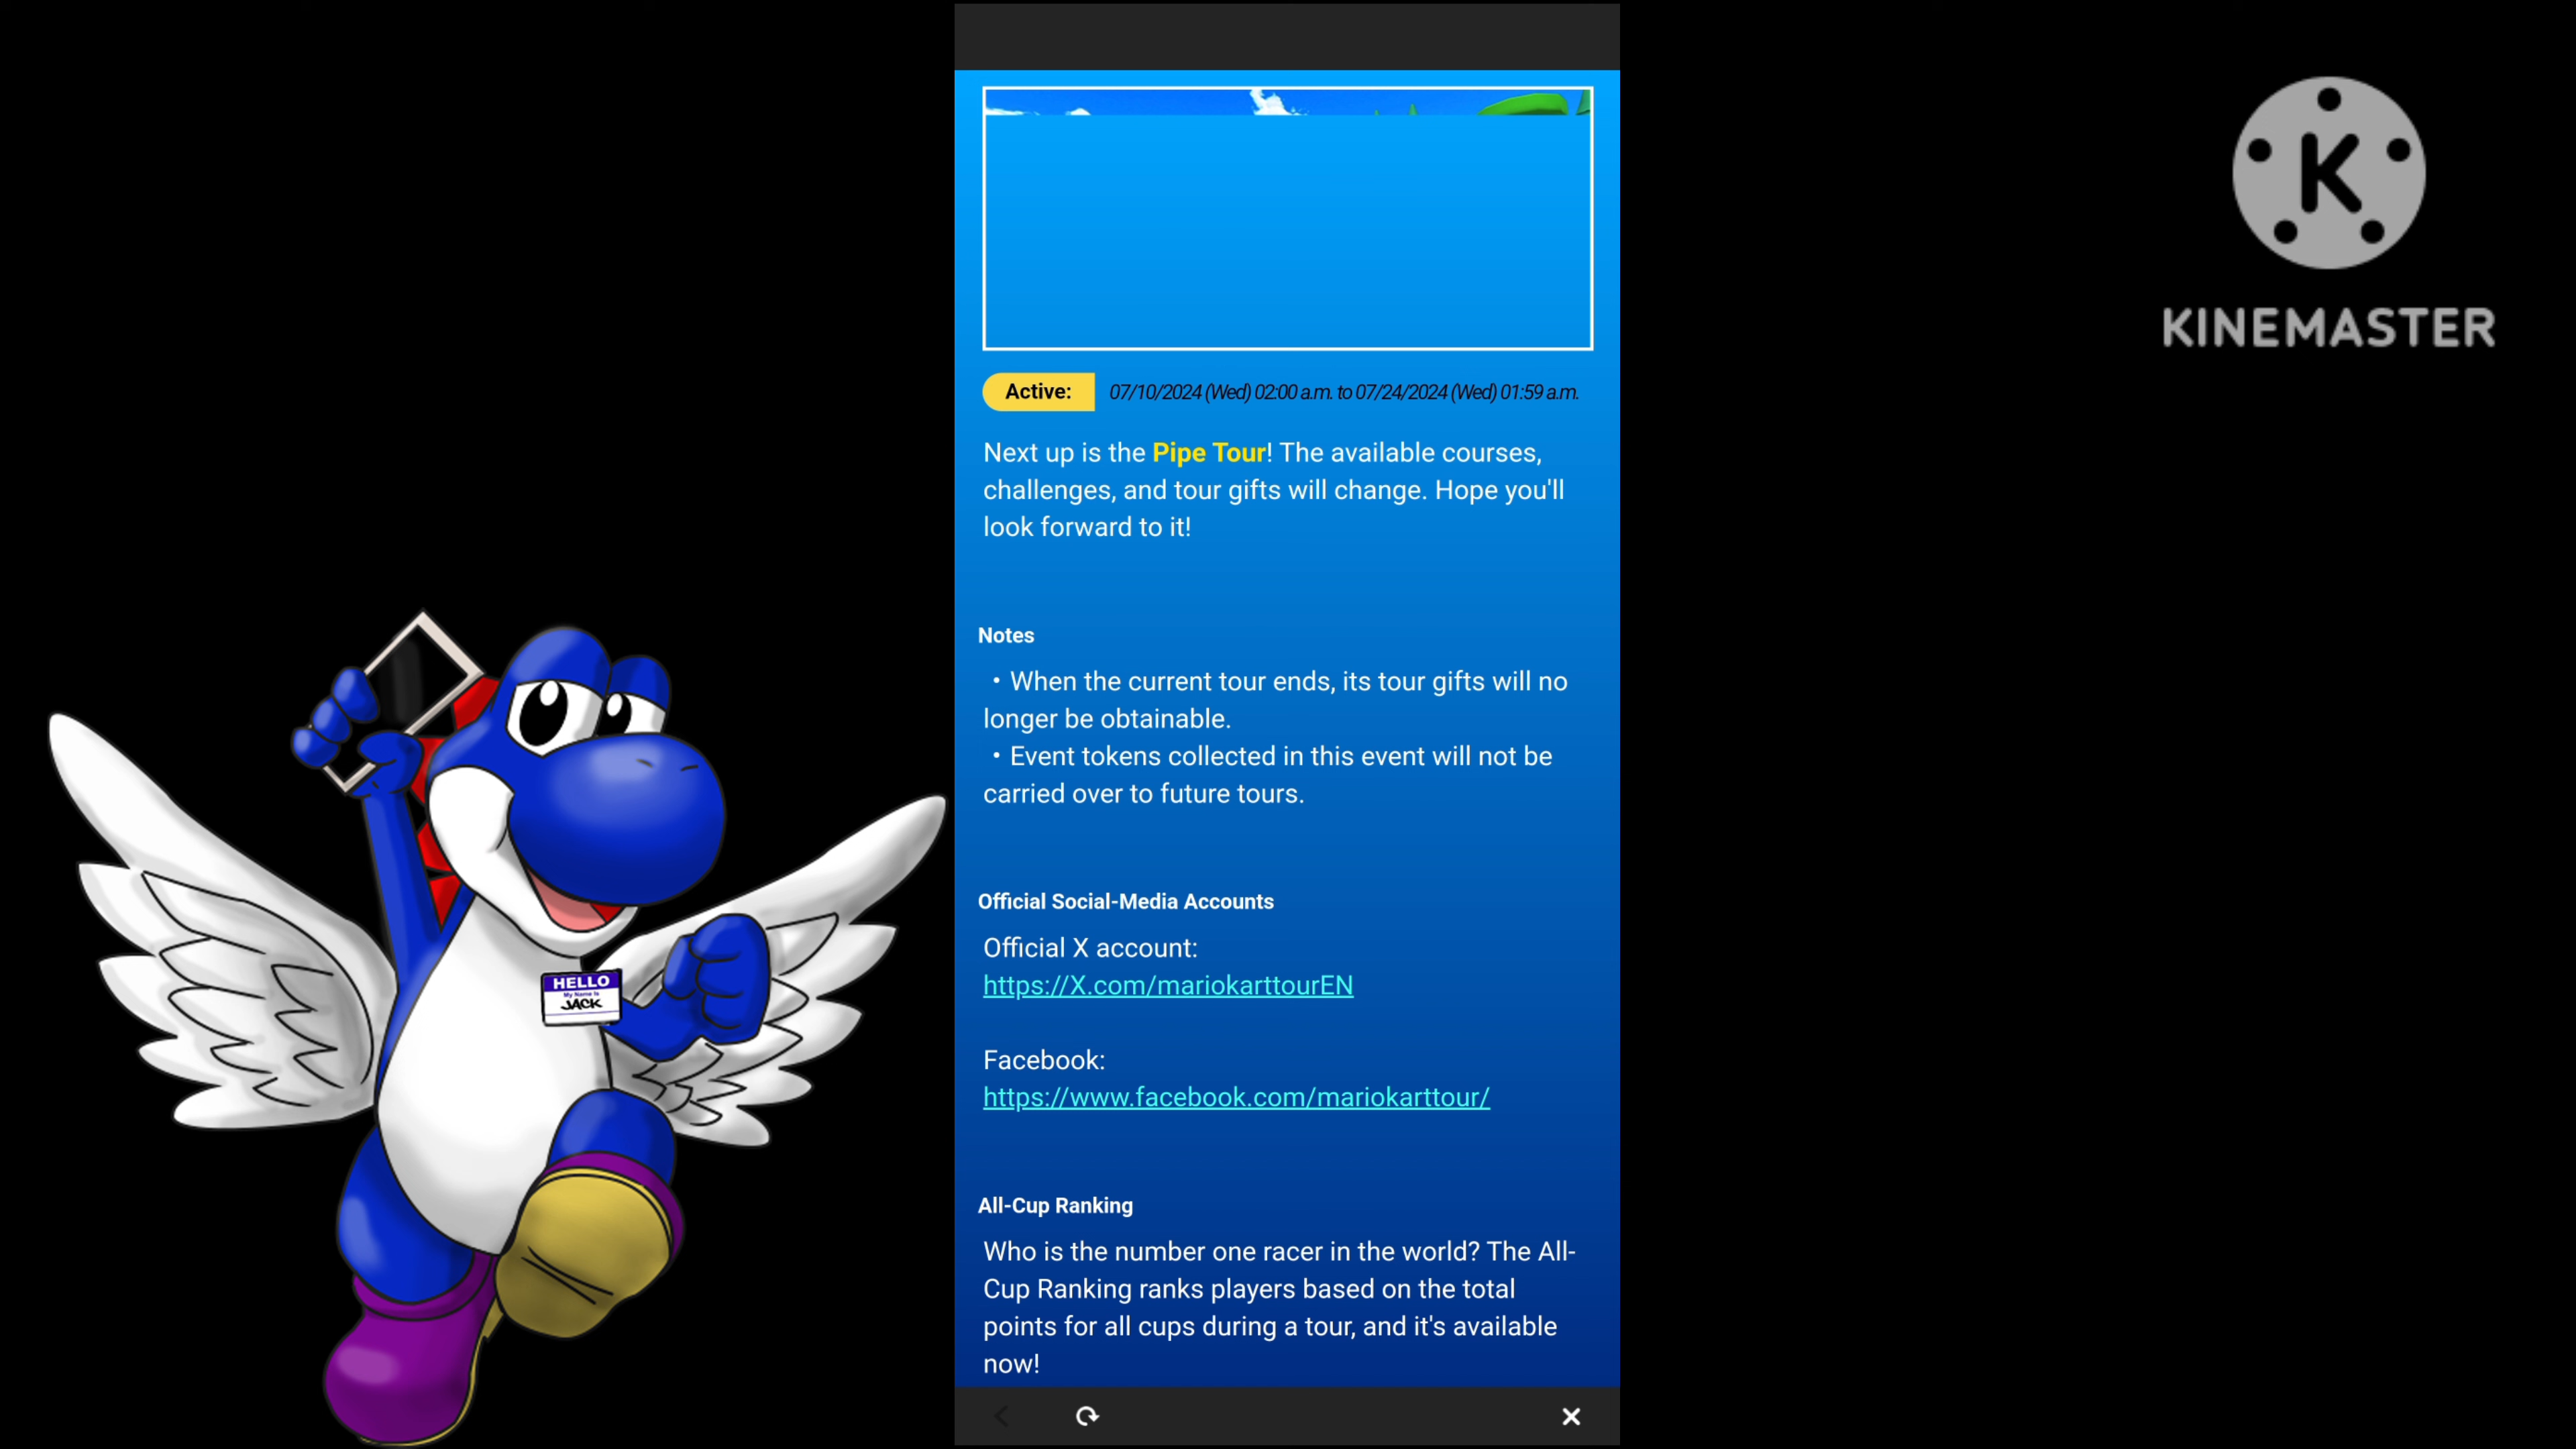 K
KINEMASTER
Active: 07/10/2024 (Wed) 02:00 a.m. to 07/24/2024 (Wed) 01:59 a.m.
Next up is the Pipe Tour! The available courses,
challenges, and tour gifts will change. Hope you'll
look forward to it!
Notes
・When the current tour ends, its tour gifts will no
longer be obtainable.
・Event tokens collected in this event will not be
carried over to future tours.
Official Social-Media Accounts
Official X account:
https://X.com/mariokarttourEN
Facebook:
https://www.facebook.com/mariokarttour/
All-Cup Ranking
Who is the number one racer in the world? The All-
Cup Ranking ranks players based on the total
points for all cups during a tour, and it's available
now!
HELLO
My Name Is
JACK